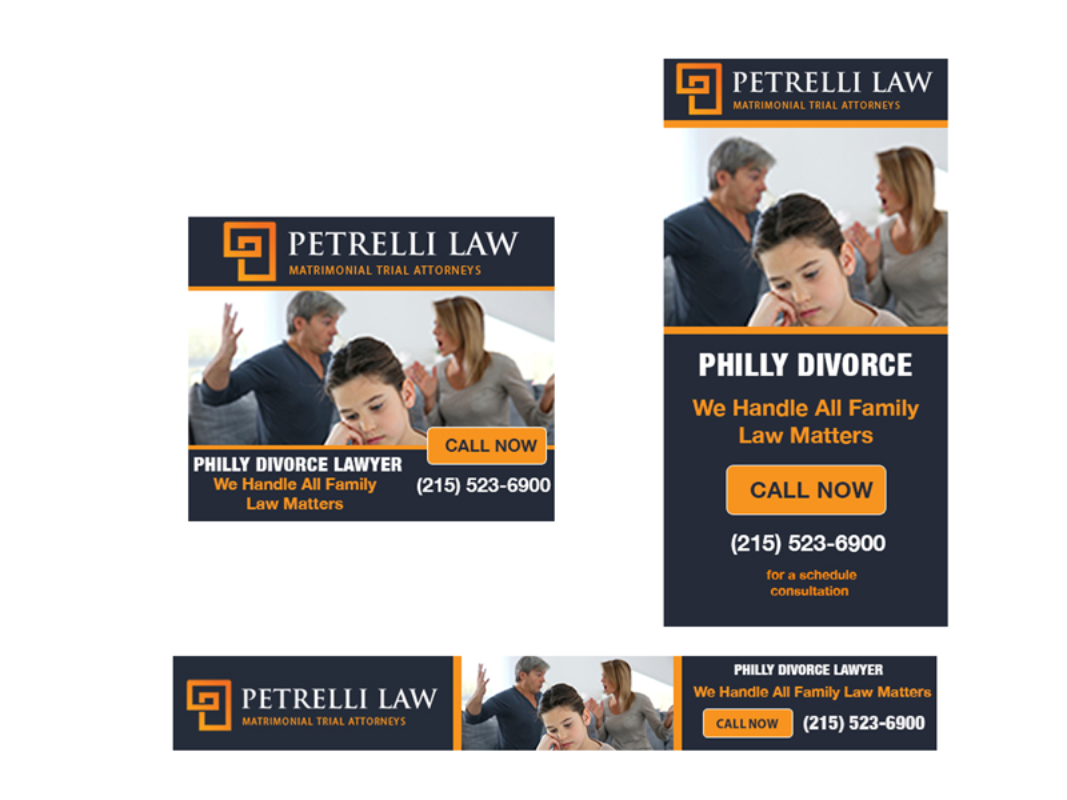 PETRELLI LAW
MATRIMONIAL TRIAL ATTORNEYS
CALL NOW
PHILLY DIVORCE LAWYER
We Handle All Family
Law Matters
(215) 523-6900
PETRELLI LAW
MATRIMONIAL TRIAL ATTORNEYS
PHILLY DIVORCE
We Handle All Family
Law Matters
CALL NOW
(215) 523-6900
for a schedule
consultation
PETRELLI LAW
MATRIMONIAL TRIAL ATTORNEYS
PHILLY DIVORCE LAWYER
We Handle All Family Law Matters
CALL NOW (215) 523-6900